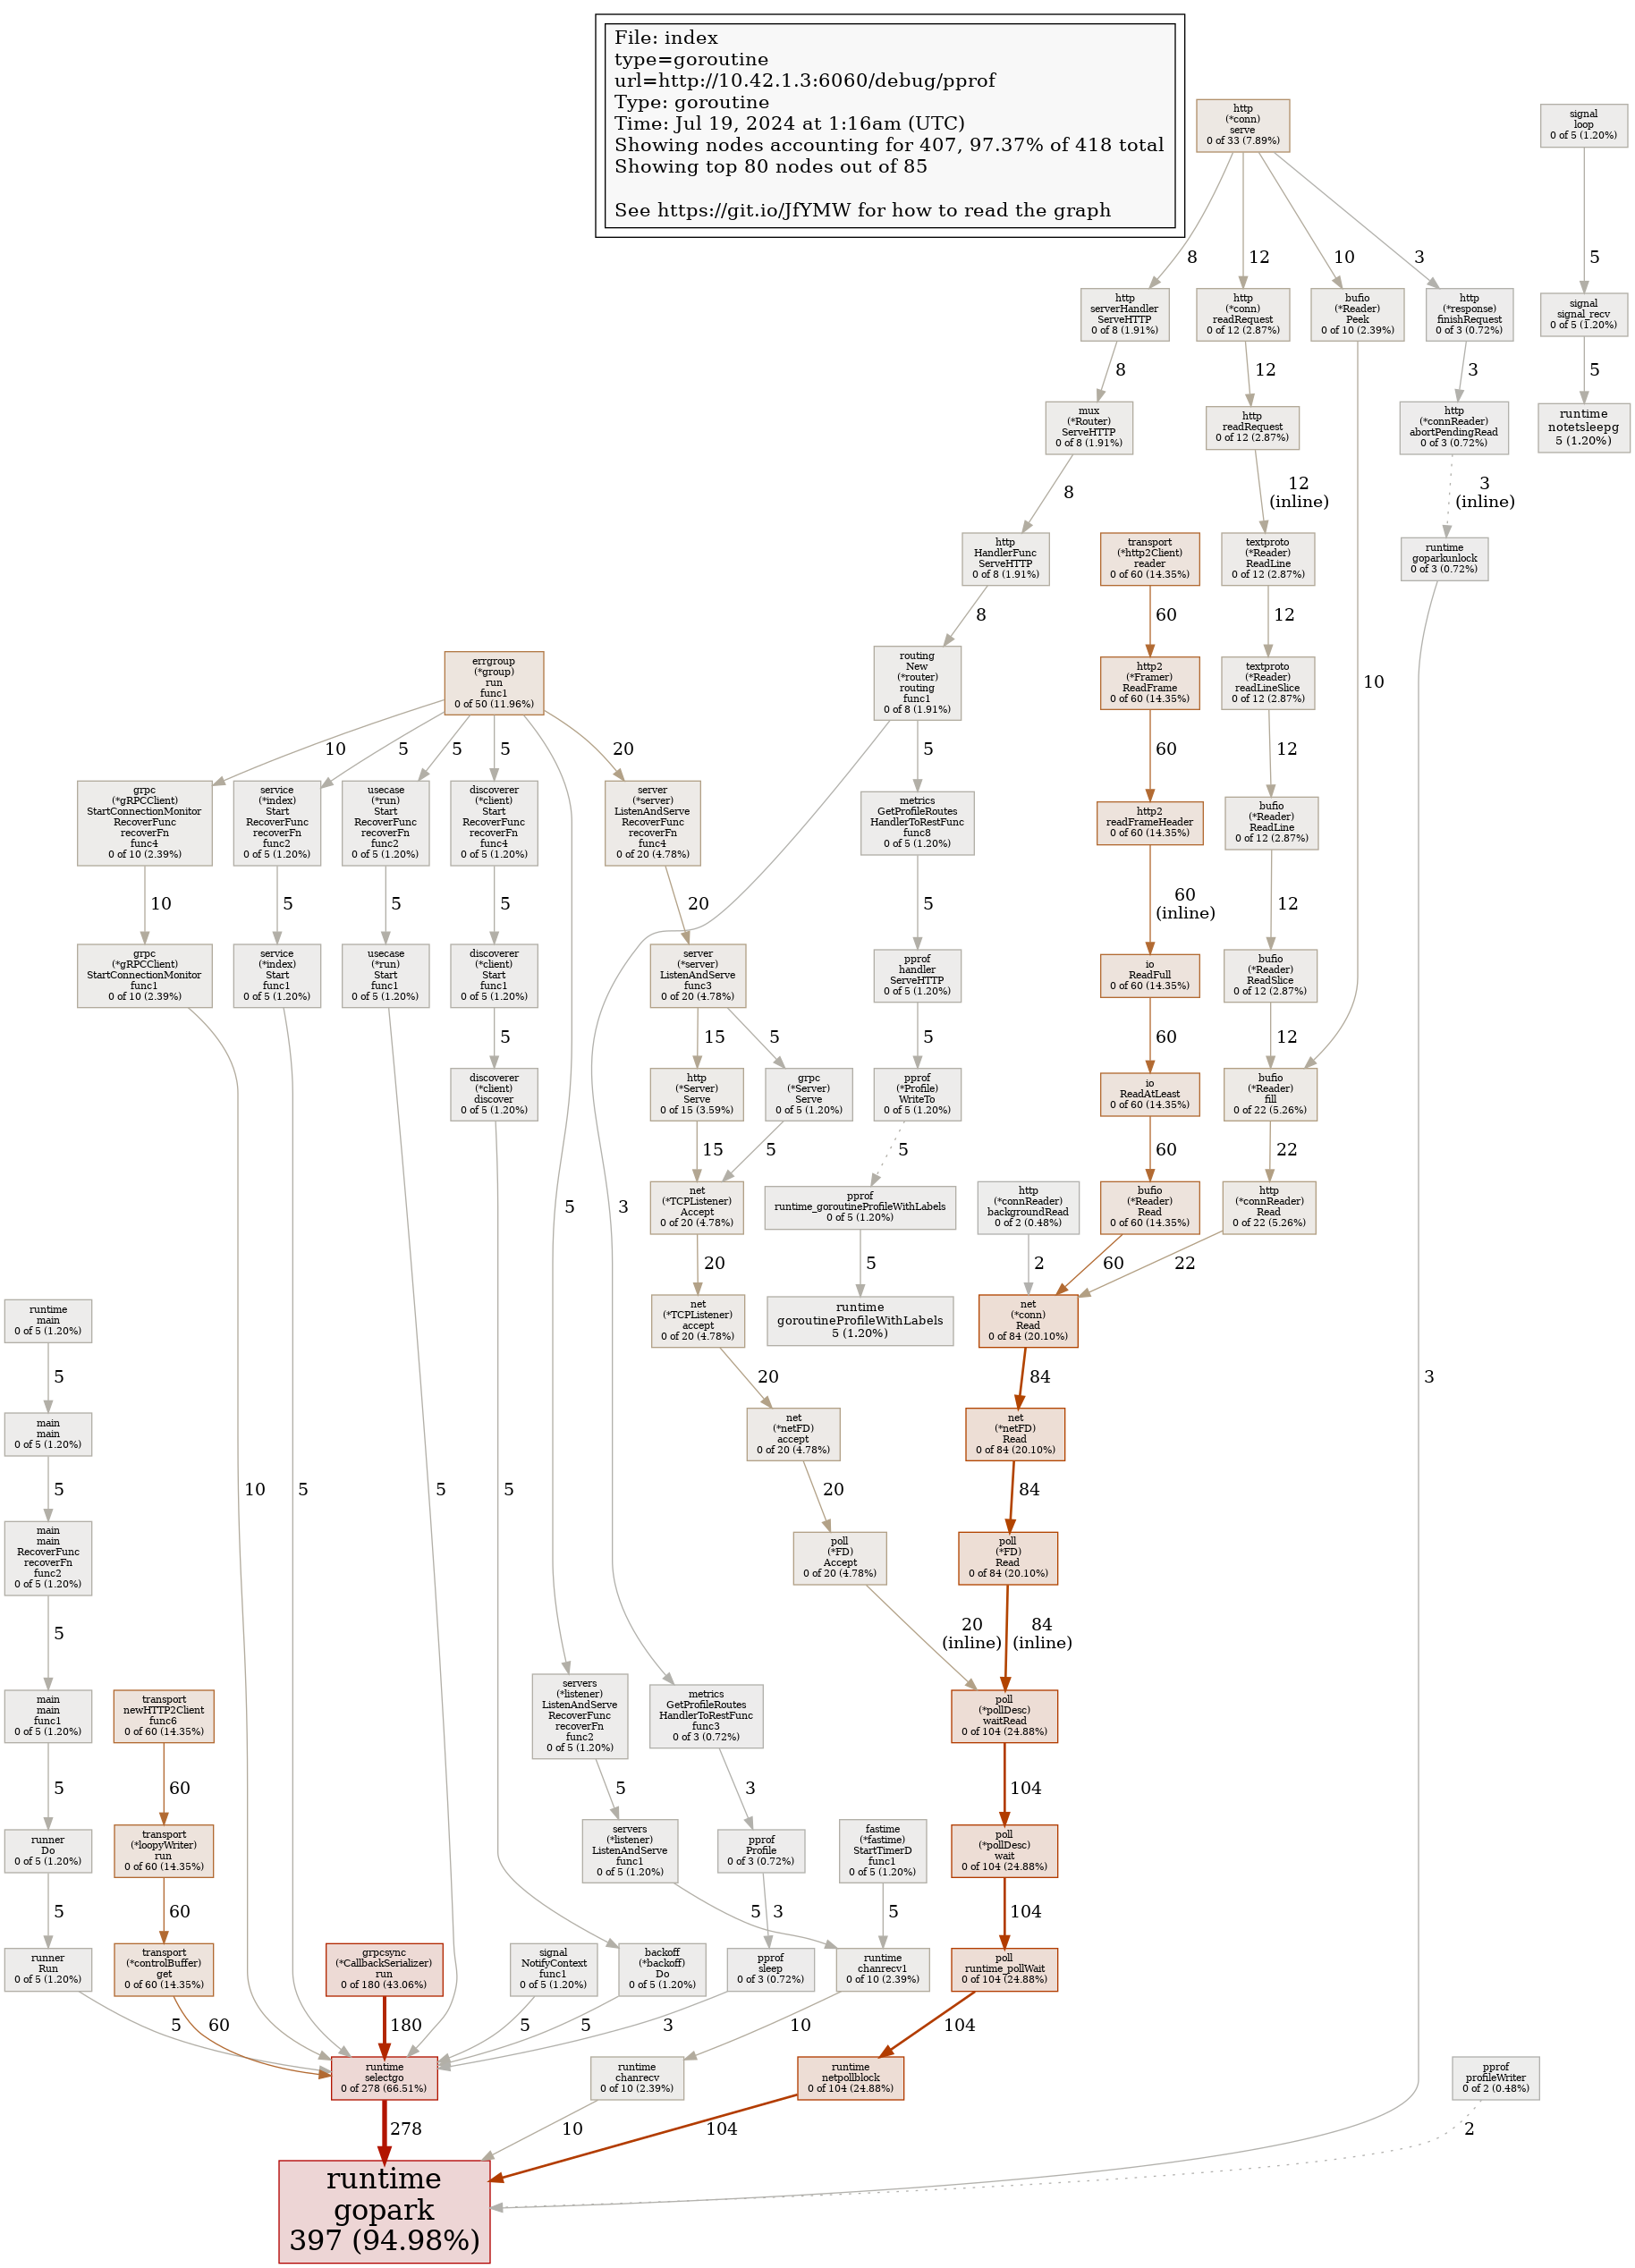 File: index
type=goroutine
url=http://10.42.1.3:6060/debug/pprof
Type: goroutine
Time: Jul 19, 2024 at 1:16am (UTC)
Showing nodes accounting for 407, 97.37% of 418 total
Showing top 80 nodes out of 85
See https://git.io/JfYMW for how to read the graph
http
(*conn)
serve
0 of 33 (7.89%)
signal
loop
0 of 5 (1.20%)
8
12
10
3
5
http
serverHandler
ServeHTTP
0 of 8 (1.91%)
http
(*conn)
readRequest
0 of 12 (2.87%)
bufio
(*Reader)
Peek
0 of 10 (2.39%)
http
(*response)
finishRequest
0 of 3 (0.72%)
signal
signal_recv
0 of 5 (1.20%)
8
12
3
5
mux
(*Router)
ServeHTTP
0 of 8 (1.91%)
http
readRequest
0 of 12 (2.87%)
http
(*connReader)
abortPendingRead
0 of 3 (0.72%)
runtime
notetsleepg
5 (1.20%)
8
12
(inline)
3
(inline)
http
HandlerFunc
ServeHTTP
0 of 8 (1.91%)
transport
(*http2Client)
reader
0 of 60 (14.35%)
textproto
(*Reader)
ReadLine
0 of 12 (2.87%)
runtime
goparkunlock
0 of 3 (0.72%)
8
60
12
errgroup
(*group)
run
func1
0 of 50 (11.96%)
routing
New
(*router)
routing
func1
0 of 8 (1.91%)
http2
(*Framer)
ReadFrame
0 of 60 (14.35%)
textproto
(*Reader)
readLineSlice
0 of 12 (2.87%)
10
10
5
5
5
20
5
60
12
grpc
(*gRPCClient)
StartConnectionMonitor
RecoverFunc
recoverFn
func4
0 of 10 (2.39%)
service
(*index)
Start
RecoverFunc
recoverFn
func2
0 of 5 (1.20%)
usecase
(*run)
Start
RecoverFunc
recoverFn
func2
0 of 5 (1.20%)
discoverer
(*client)
Start
RecoverFunc
recoverFn
func4
0 of 5 (1.20%)
server
(*server)
ListenAndServe
RecoverFunc
recoverFn
func4
0 of 20 (4.78%)
metrics
GetProfileRoutes
HandlerToRestFunc
func8
0 of 5 (1.20%)
http2
readFrameHeader
0 of 60 (14.35%)
bufio
(*Reader)
ReadLine
0 of 12 (2.87%)
10
5
5
5
20
5
60
(inline)
12
grpc
(*gRPCClient)
StartConnectionMonitor
func1
0 of 10 (2.39%)
service
(*index)
Start
func1
0 of 5 (1.20%)
usecase
(*run)
Start
func1
0 of 5 (1.20%)
discoverer
(*client)
Start
func1
0 of 5 (1.20%)
server
(*server)
ListenAndServe
func3
0 of 20 (4.78%)
pprof
handler
ServeHTTP
0 of 5 (1.20%)
io
ReadFull
0 of 60 (14.35%)
bufio
(*Reader)
ReadSlice
0 of 12 (2.87%)
5
15
5
5
60
12
discoverer
(*client)
discover
0 of 5 (1.20%)
http
(*Server)
Serve
0 of 15 (3.59%)
grpc
(*Server)
Serve
0 of 5 (1.20%)
pprof
(*Profile)
WriteTo
0 of 5 (1.20%)
io
ReadAtLeast
0 of 60 (14.35%)
bufio
(*Reader)
fill
0 of 22 (5.26%)
15
5
5
60
22
5
3
net
(*TCPListener)
Accept
0 of 20 (4.78%)
pprof
runtime_goroutineProfileWithLabels
0 of 5 (1.20%)
http
(*connReader)
backgroundRead
0 of 2 (0.48%)
bufio
(*Reader)
Read
0 of 60 (14.35%)
http
(*connReader)
Read
0 of 22 (5.26%)
20
5
2
60
22
runtime
main
0 of 5 (1.20%)
net
(*TCPListener)
accept
0 of 20 (4.78%)
runtime
goroutineProfileWithLabels
5 (1.20%)
net
(*conn)
Read
0 of 84 (20.10%)
5
20
84
3
main
main
0 of 5 (1.20%)
net
(*netFD)
accept
0 of 20 (4.78%)
net
(*netFD)
Read
0 of 84 (20.10%)
5
10
5
5
5
20
84
main
main
RecoverFunc
recoverFn
func2
0 of 5 (1.20%)
poll
(*FD)
Accept
0 of 20 (4.78%)
poll
(*FD)
Read
0 of 84 (20.10%)
5
20
(inline)
84
(inline)
main
main
func1
0 of 5 (1.20%)
transport
newHTTP2Client
func6
0 of 60 (14.35%)
servers
(*listener)
ListenAndServe
RecoverFunc
recoverFn
func2
0 of 5 (1.20%)
metrics
GetProfileRoutes
HandlerToRestFunc
func3
0 of 3 (0.72%)
poll
(*pollDesc)
waitRead
0 of 104 (24.88%)
5
60
5
3
104
runner
Do
0 of 5 (1.20%)
transport
(*loopyWriter)
run
0 of 60 (14.35%)
servers
(*listener)
ListenAndServe
func1
0 of 5 (1.20%)
pprof
Profile
0 of 3 (0.72%)
fastime
(*fastime)
StartTimerD
func1
0 of 5 (1.20%)
poll
(*pollDesc)
wait
0 of 104 (24.88%)
5
60
5
3
5
104
runner
Run
0 of 5 (1.20%)
transport
(*controlBuffer)
get
0 of 60 (14.35%)
grpcsync
(*CallbackSerializer)
run
0 of 180 (43.06%)
signal
NotifyContext
func1
0 of 5 (1.20%)
backoff
(*backoff)
Do
0 of 5 (1.20%)
pprof
sleep
0 of 3 (0.72%)
runtime
chanrecv1
0 of 10 (2.39%)
poll
runtime_pollWait
0 of 104 (24.88%)
5
60
180
5
5
3
10
104
runtime
selectgo
0 of 278 (66.51%)
runtime
chanrecv
0 of 10 (2.39%)
runtime
netpollblock
0 of 104 (24.88%)
pprof
profileWriter
0 of 2 (0.48%)
278
10
104
2
runtime
gopark
397 (94.98%)